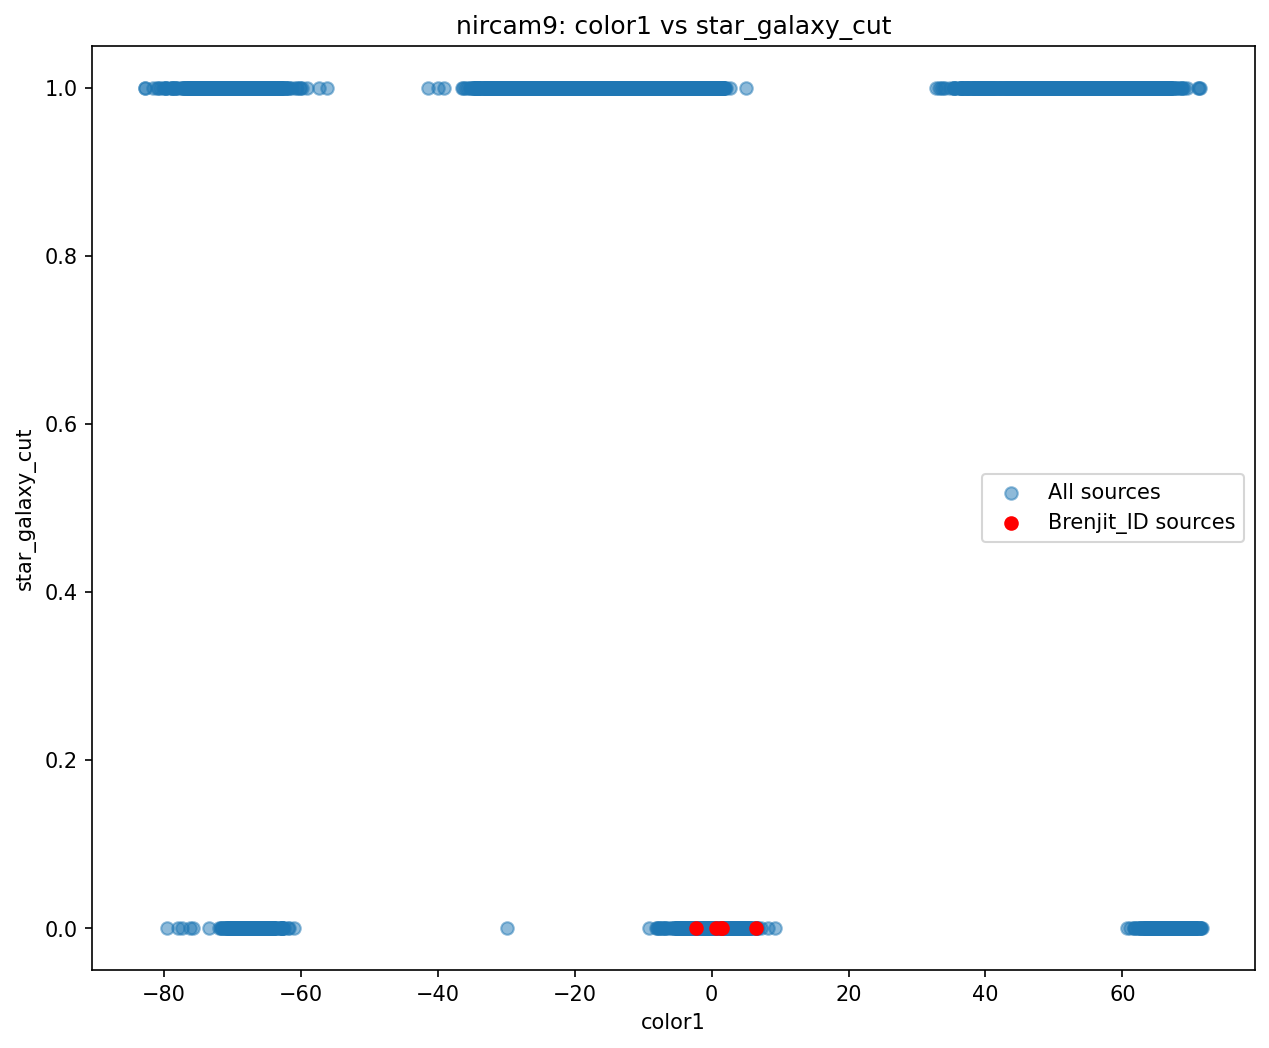 nircam9: color1 vs star_galaxy_cut
1.0
0.8
0.6
0.4
0.2
0.0
star_galaxy_cut
All sources
Brenjit_ID sources
−80 −60 −40 −20 0 20 40 60
color1